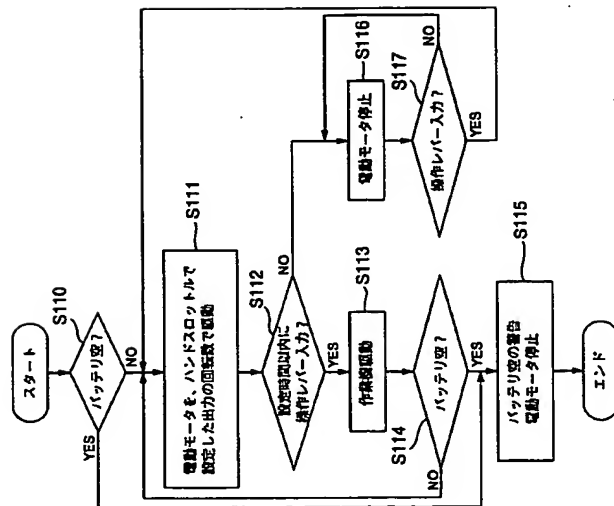 スタート
S110
バッテリ空?
YES
NO
S111
電動モータを、ハンドスロットルで
設定した出力の回転数で駆動
S112
設定時間以内に
操作レバー入力?
NO
YES
S113
作業機駆動
S114
バッテリ空?
NO
YES
S115
バッテリ空の警告
電動モータ停止
エンド
S116
電動モータ停止
S117
操作レバー入力?
NO
YES